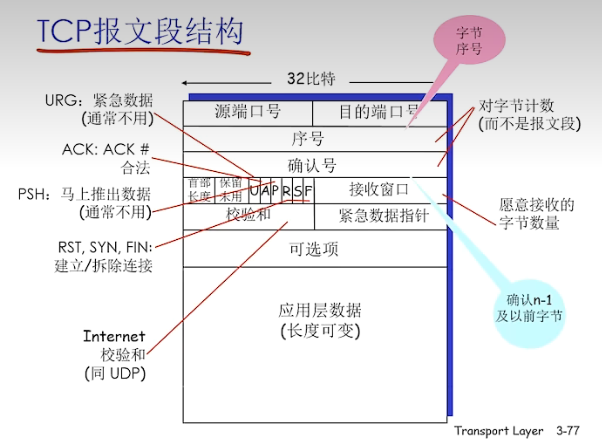 TCP报文段结构
字节
序号
32比特
URG：紧急数据
(通常不用)
ACK: ACK #
合法
PSH：马上推出数据
(通常不用)
RST, SYN, FIN:
建立/拆除连接
Internet
校验和
(同 UDP)
源端口号
目的端口号
序号
确认号
首部
长度
保留
未用
U A P R S F
接收窗口
校验和
紧急数据指针
可选项
应用层数据
(长度可变)
对字节计数
(而不是报文段)
愿意接收的
字节数量
确认n-1
及以前字节
Transport Layer 3-77